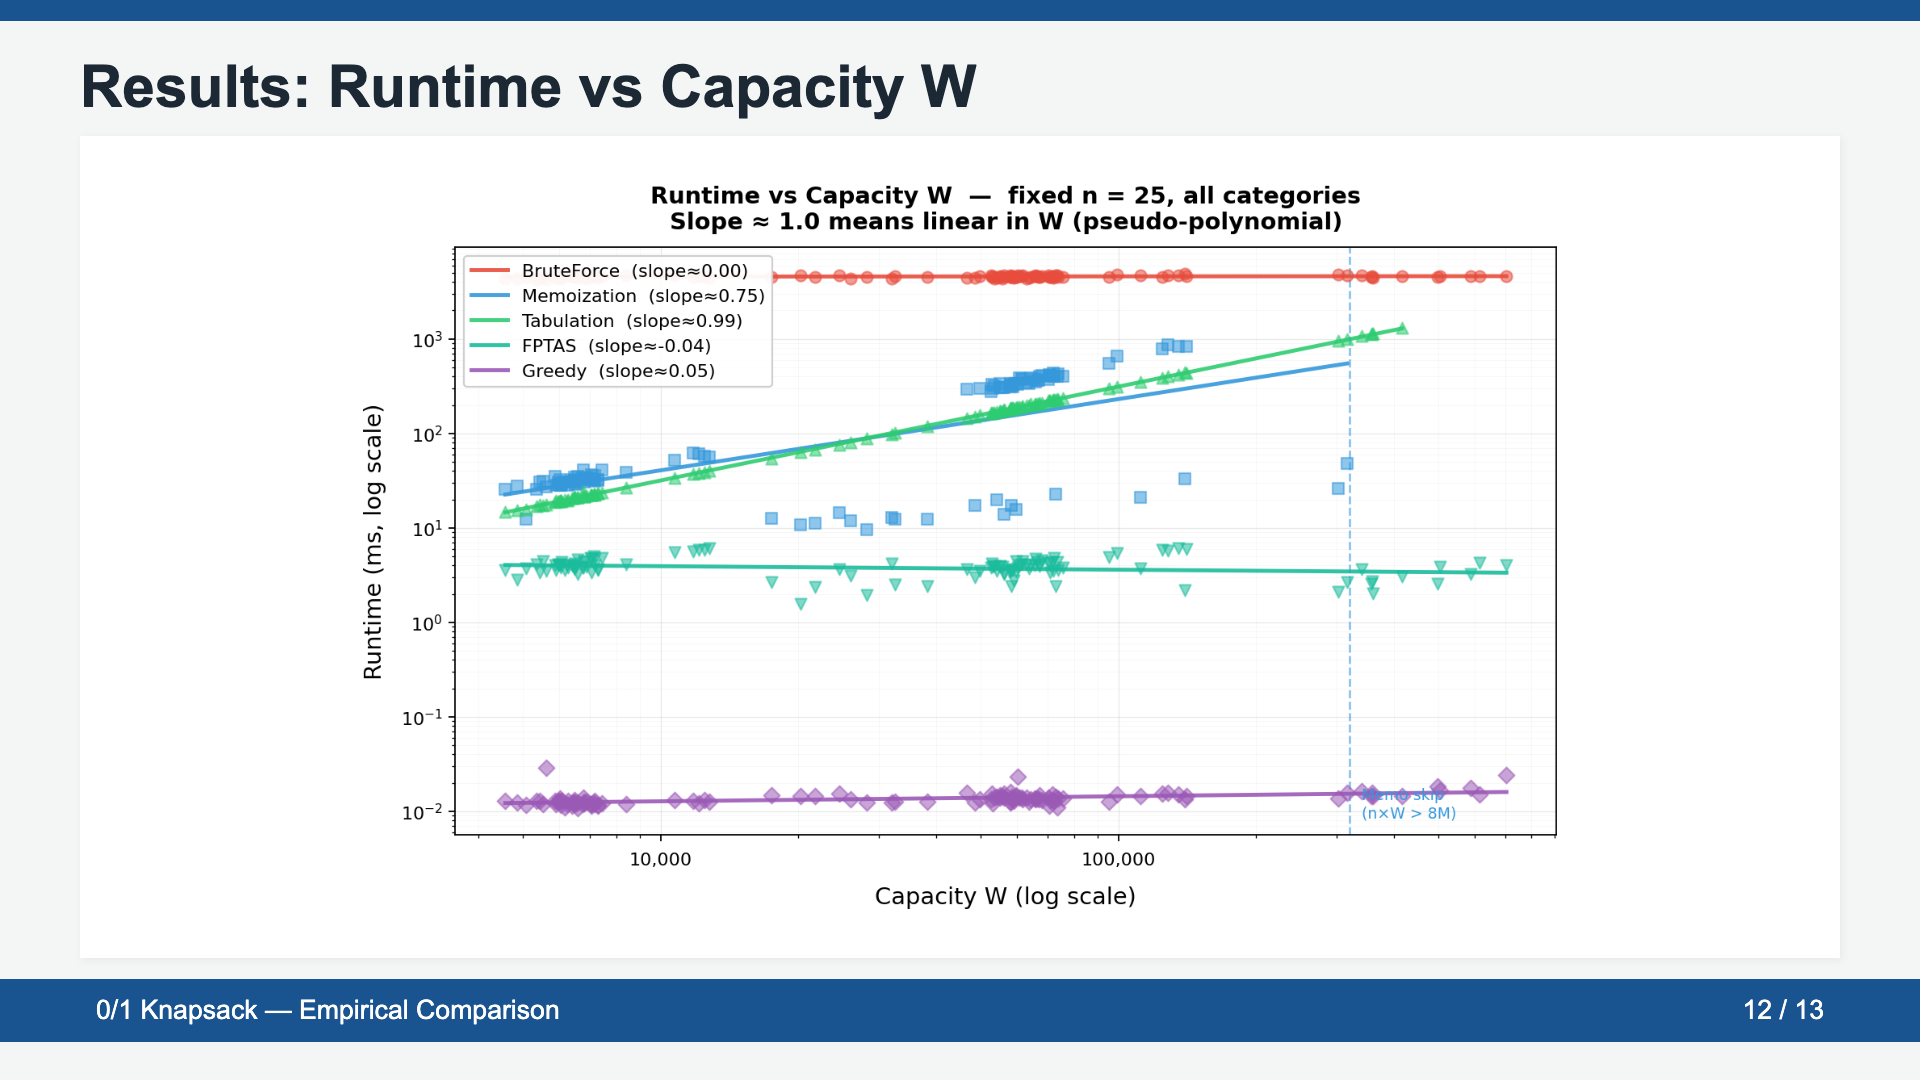 Results: Runtime vs Capacity W
Runtime vs Capacity W — fixed n = 25, all categories
Slope ≈ 1.0 means linear in W (pseudo-polynomial)
BruteForce (slope≈0.00)
Memoization (slope≈0.75)
Tabulation (slope≈0.99)
FPTAS (slope≈-0.04)
Greedy (slope≈0.05)
Runtime (ms, log scale)
10³
10²
10¹
10⁰
10⁻¹
10⁻²
Memo skip
(n×W > 8M)
10,000
100,000
Capacity W (log scale)
0/1 Knapsack — Empirical Comparison
12 / 13